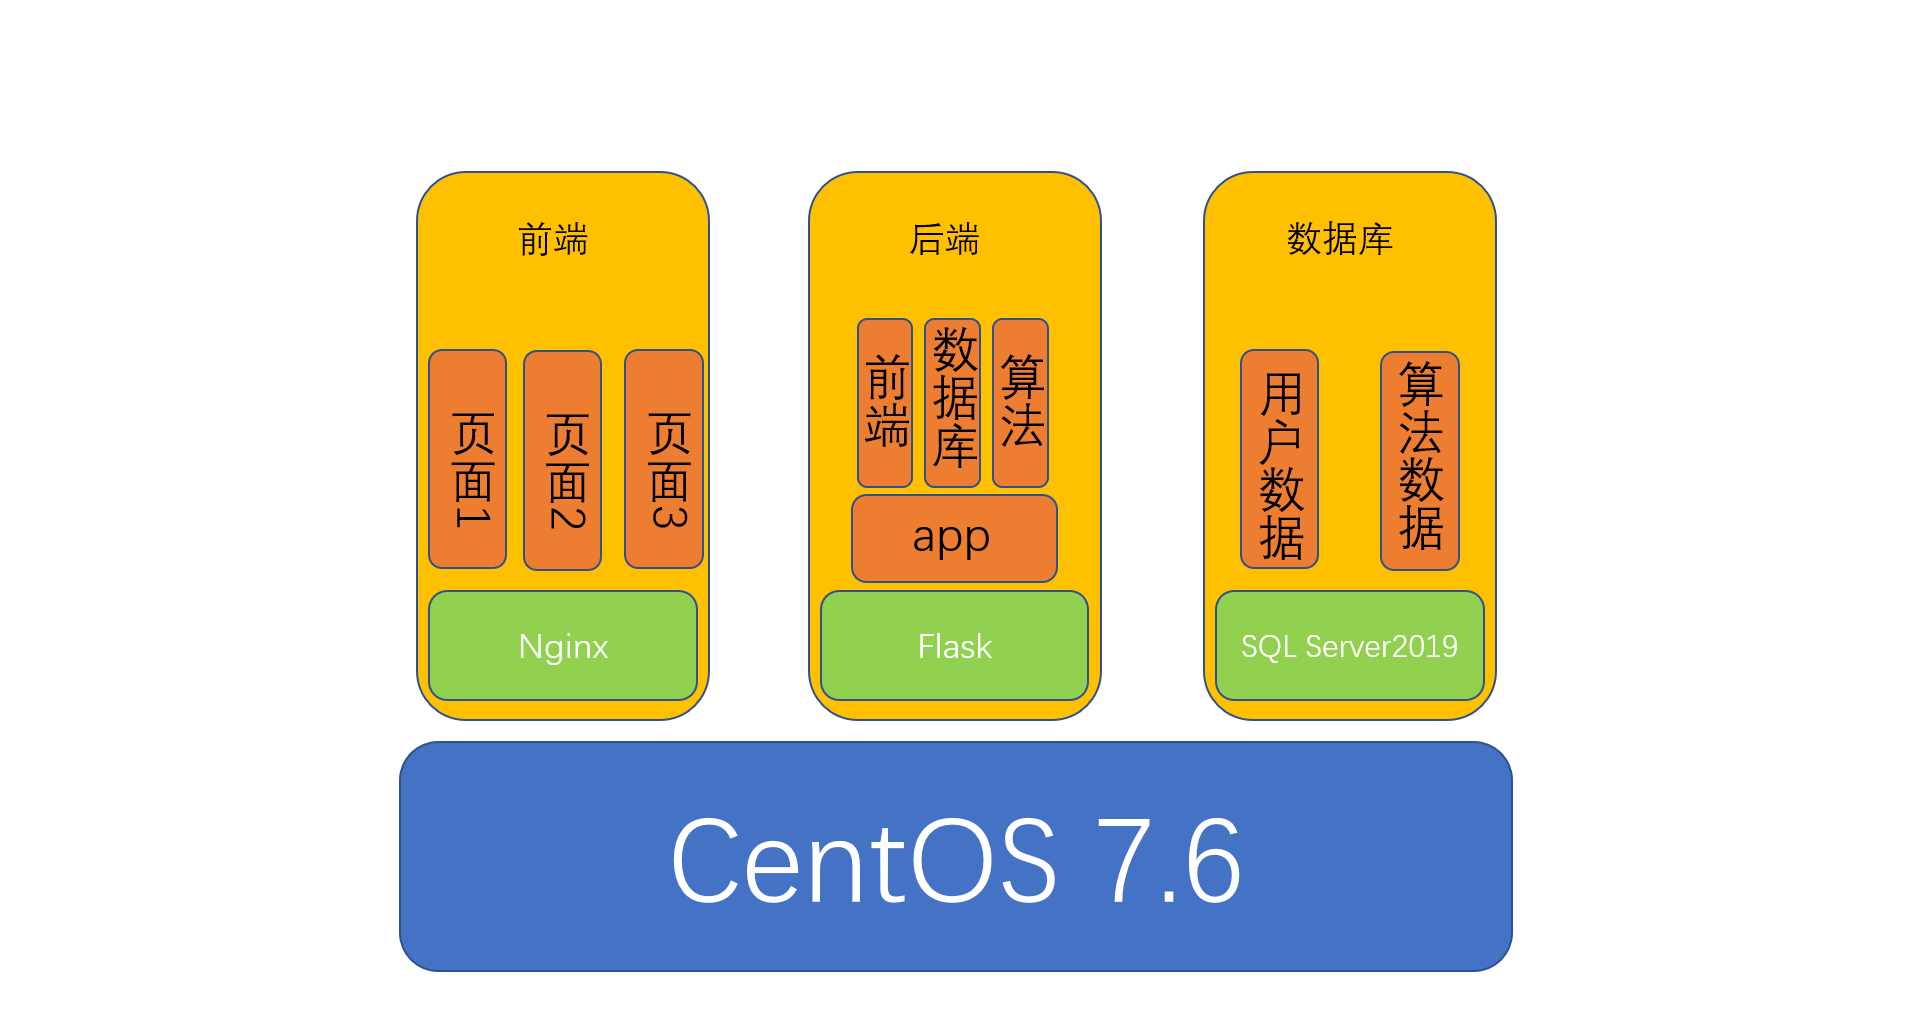 前端
页面1
页面2
页面3
Nginx
后端
前端
数据库
算法
app
Flask
数据库
用户数据
算法数据
SQL Server2019
CentOS 7.6